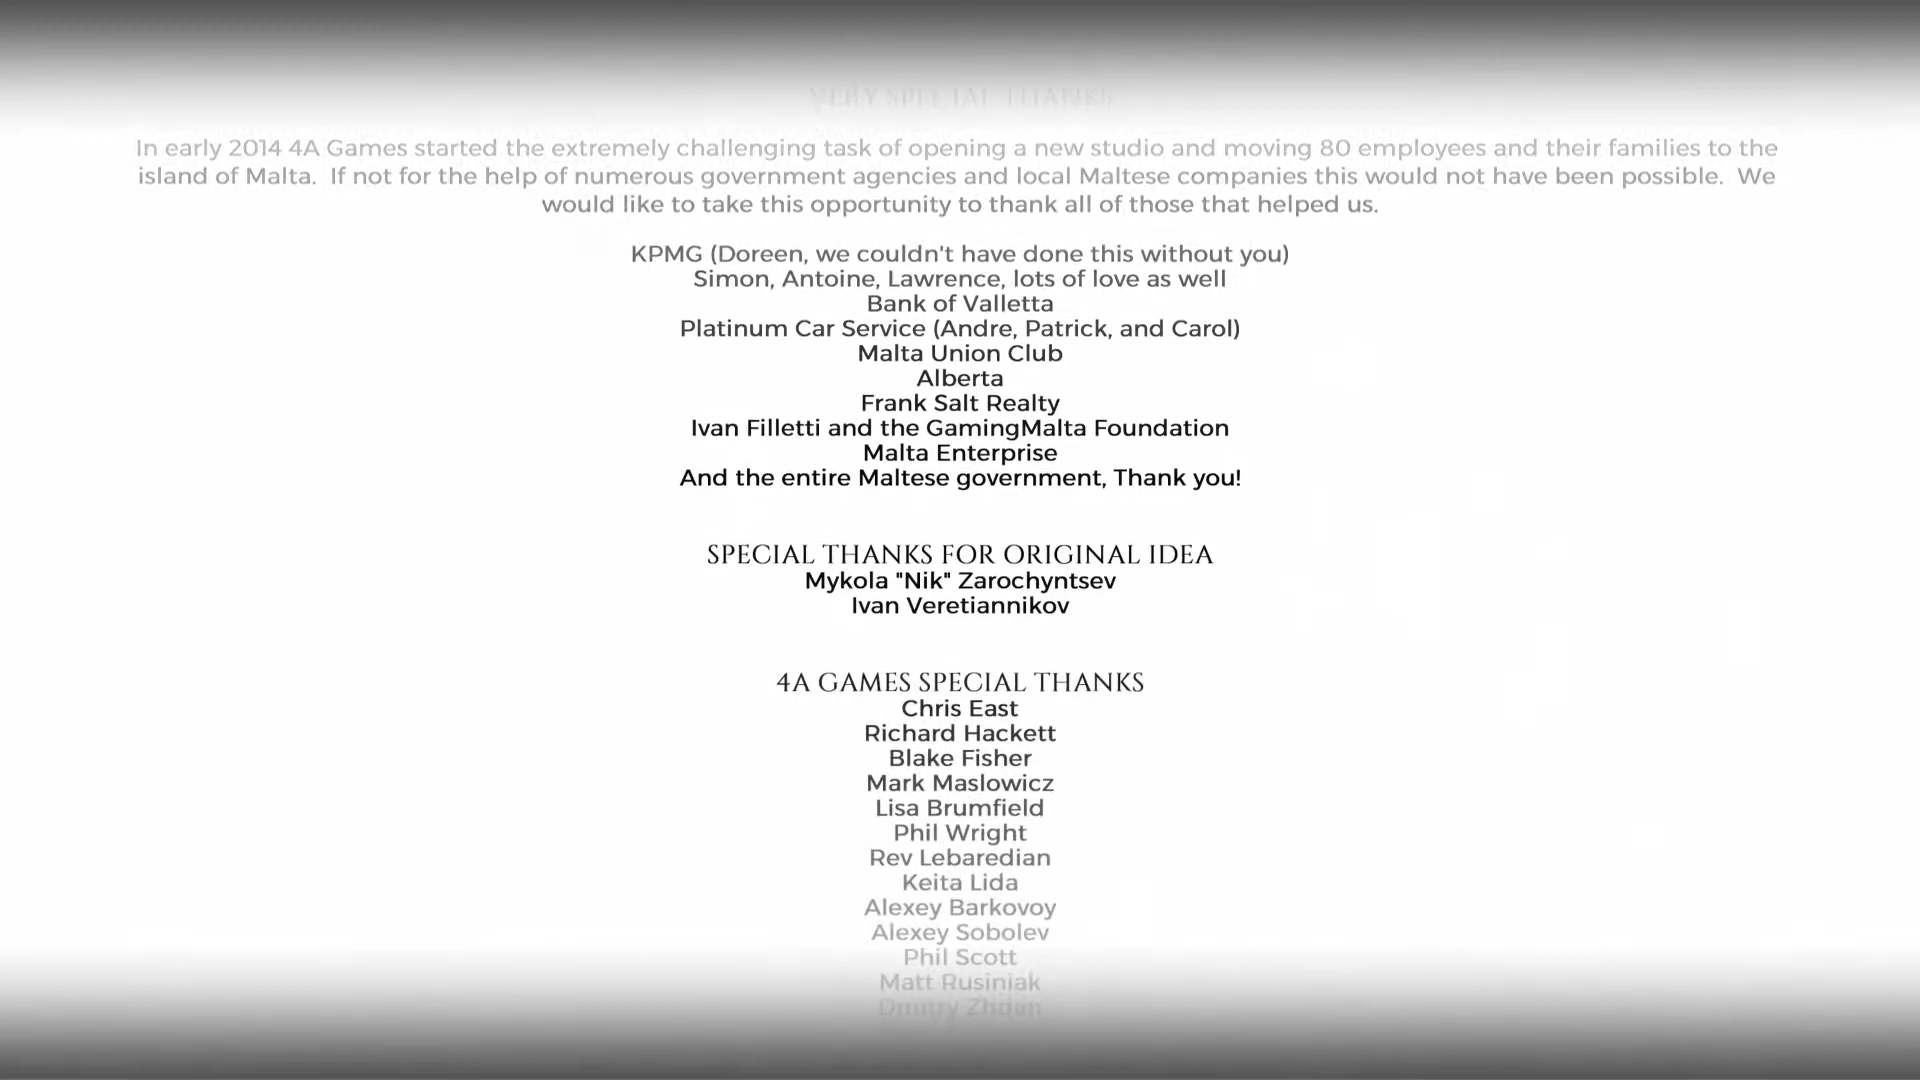 VERY SPECIAL THANKS
In early 2014 4A Games started the extremely challenging task of opening a new studio and moving 80 employees and their families to the
island of Malta.  If not for the help of numerous government agencies and local Maltese companies this would not have been possible.  We
would like to take this opportunity to thank all of those that helped us.
KPMG (Doreen, we couldn't have done this without you)
Simon, Antoine, Lawrence, lots of love as well
Bank of Valletta
Platinum Car Service (Andre, Patrick, and Carol)
Malta Union Club
Alberta
Frank Salt Realty
Ivan Filletti and the GamingMalta Foundation
Malta Enterprise
And the entire Maltese government, Thank you!
SPECIAL THANKS FOR ORIGINAL IDEA
Mykola "Nik" Zarochyntsev
Ivan Veretiannikov
4A GAMES SPECIAL THANKS
Chris East
Richard Hackett
Blake Fisher
Mark Maslowicz
Lisa Brumfield
Phil Wright
Rev Lebaredian
Keita Lida
Alexey Barkovoy
Alexey Sobolev
Phil Scott
Matt Rusiniak
Dmitry Zhdan